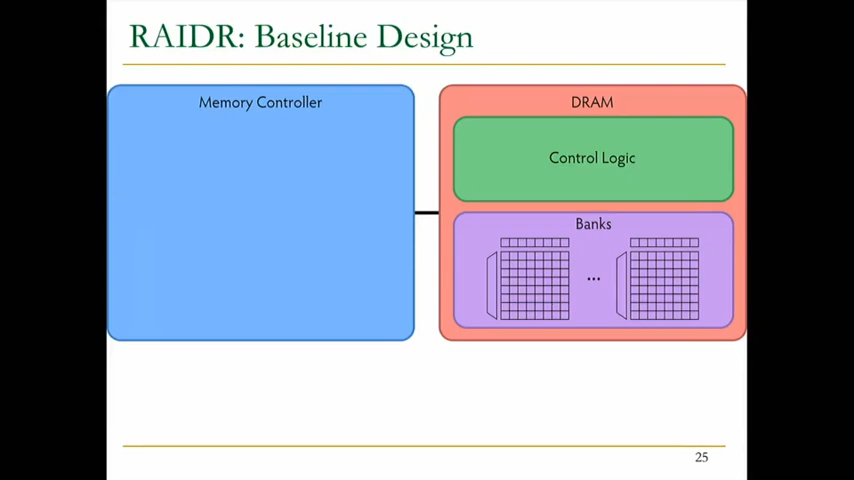 RAIDR: Baseline Design
Memory Controller
DRAM
Control Logic
Banks
...
25